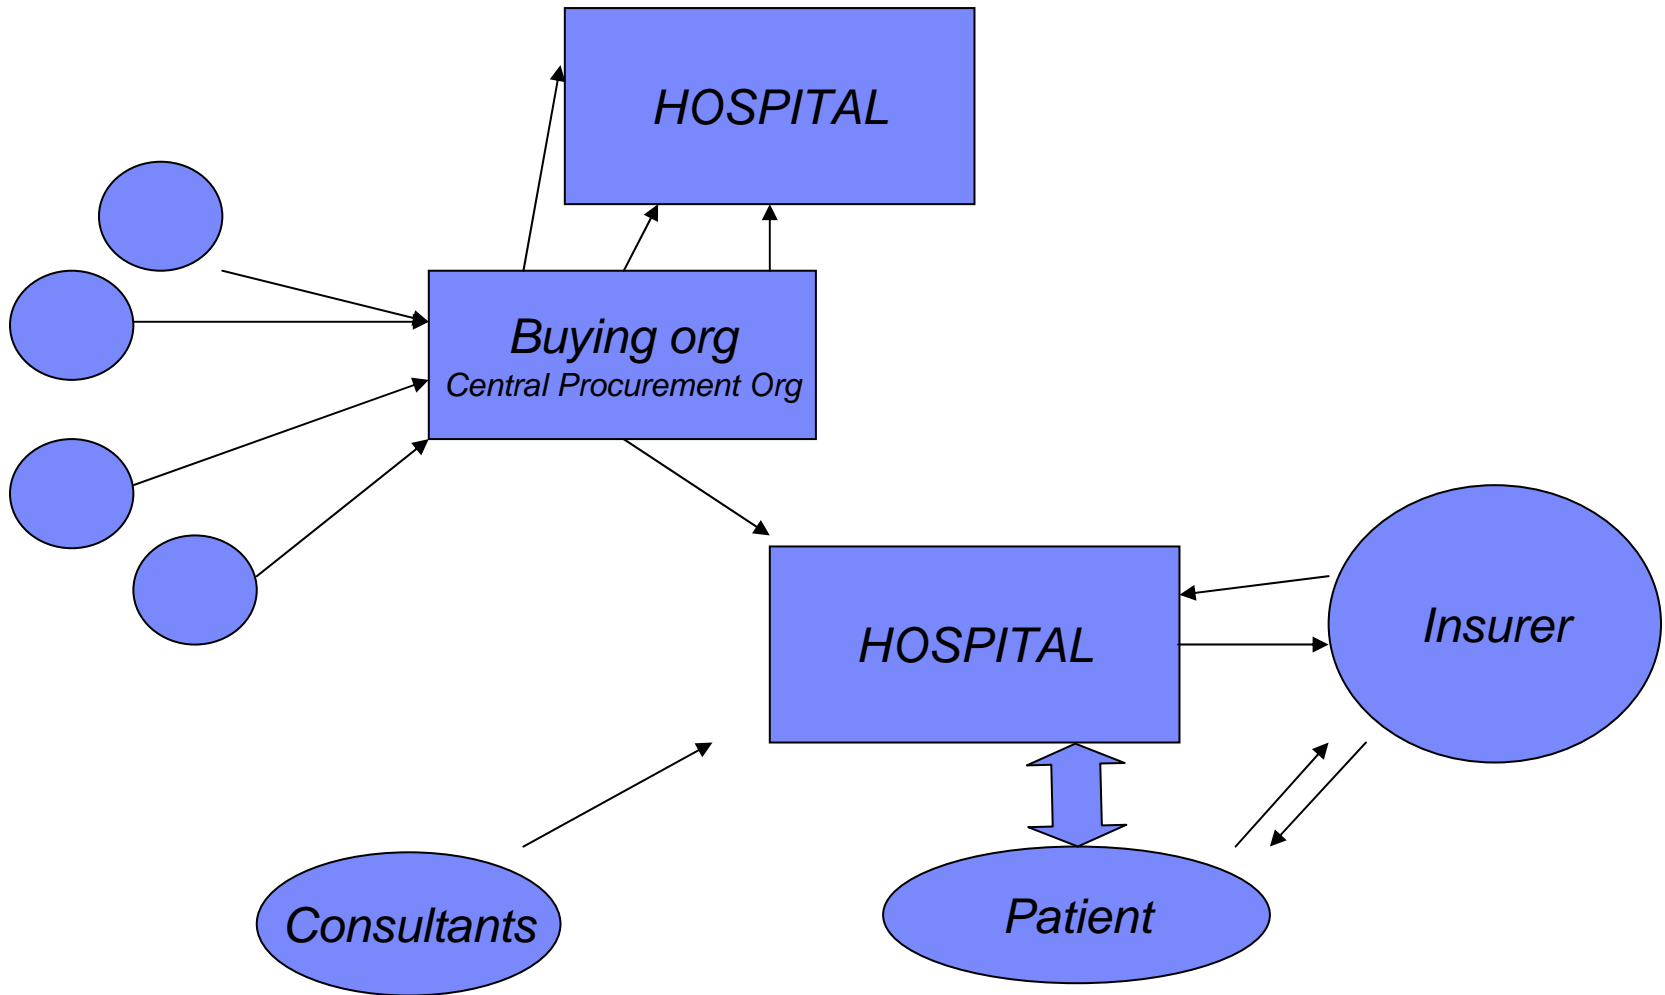 HOSPITAL
Buying org
Central Procurement Org
HOSPITAL
Insurer
Consultants
Patient